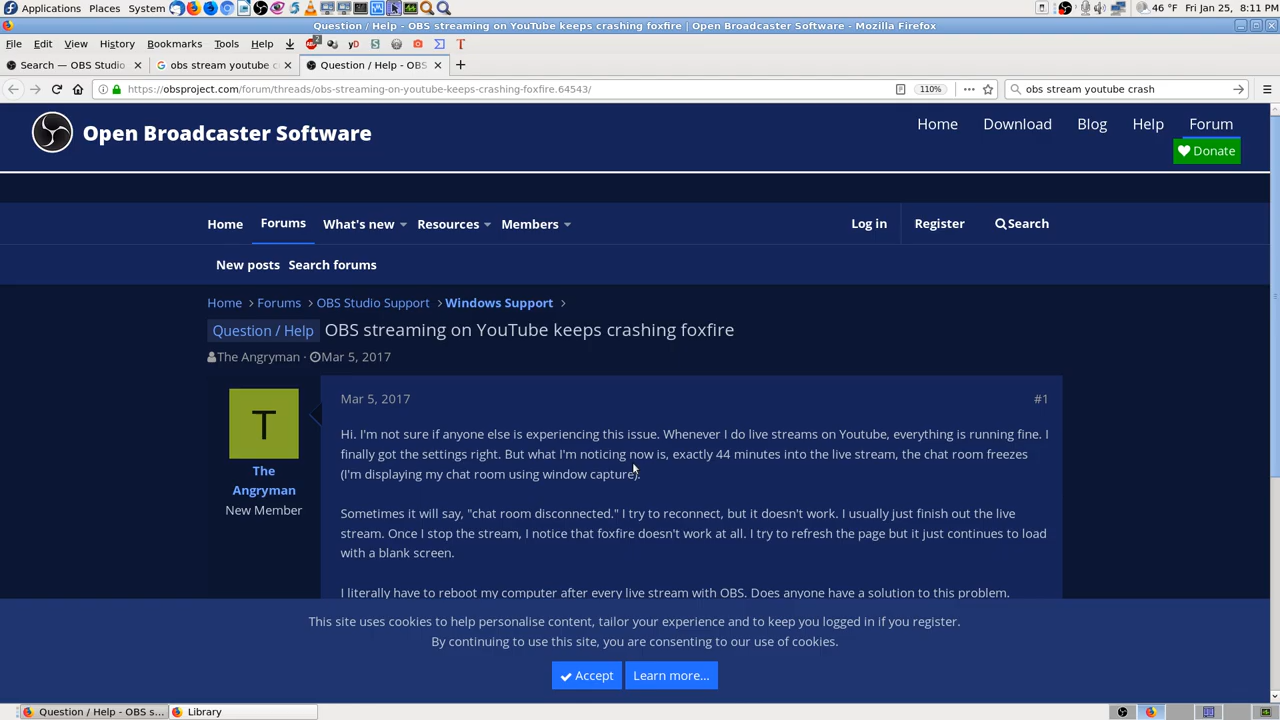 Applications Places System 46 °F Fri Jan 25, 8:11 PM
Question / Help - OBS streaming on YouTube keeps crashing foxfire | Open Broadcaster Software - Mozilla Firefox
File Edit View History Bookmarks Tools Help
Search — OBS Studio
obs stream youtube c
Question / Help - OBS
https://obsproject.com/forum/threads/obs-streaming-on-youtube-keeps-crashing-foxfire.64543/
110%
obs stream youtube crash
Open Broadcaster Software
Home Download Blog Help Forum
Donate
Home Forums What's new Resources Members Log in Register Search
New posts Search forums
Home Forums OBS Studio Support Windows Support
Question / Help OBS streaming on YouTube keeps crashing foxfire
The Angryman · Mar 5, 2017
T
The
Angryman
New Member
Mar 5, 2017 #1
Hi. I'm not sure if anyone else is experiencing this issue. Whenever I do live streams on Youtube, everything is running fine. I
finally got the settings right. But what I'm noticing now is, exactly 44 minutes into the live stream, the chat room freezes
(I'm displaying my chat room using window capture).
Sometimes it will say, "chat room disconnected." I try to reconnect, but it doesn't work. I usually just finish out the live
stream. Once I stop the stream, I notice that foxfire doesn't work at all. I try to refresh the page but it just continues to load
with a blank screen.
I literally have to reboot my computer after every live stream with OBS. Does anyone have a solution to this problem.
This site uses cookies to help personalise content, tailor your experience and to keep you logged in if you register.
By continuing to use this site, you are consenting to our use of cookies.
Accept Learn more...
Question / Help - OBS s...
Library